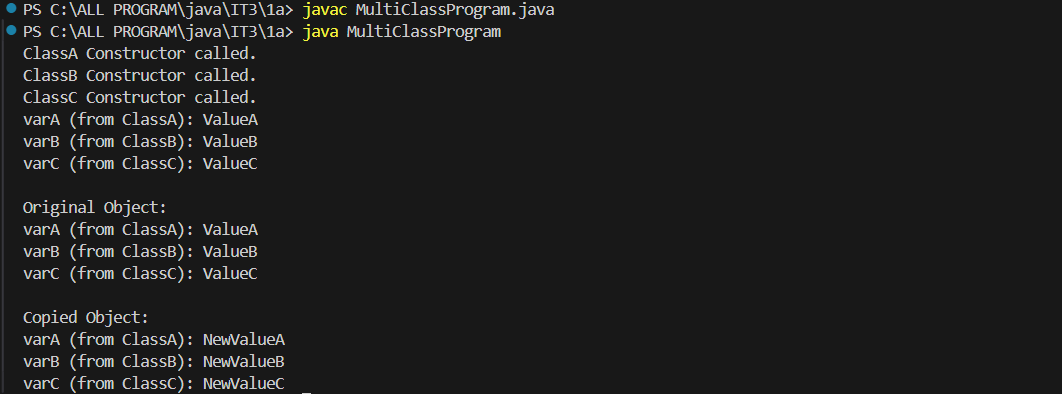 PS C:\ALL PROGRAM\java\IT3\1a> javac MultiClassProgram.java
PS C:\ALL PROGRAM\java\IT3\1a> java MultiClassProgram
ClassA Constructor called.
ClassB Constructor called.
ClassC Constructor called.
varA (from ClassA): ValueA
varB (from ClassB): ValueB
varC (from ClassC): ValueC

Original Object:
varA (from ClassA): ValueA
varB (from ClassB): ValueB
varC (from ClassC): ValueC

Copied Object:
varA (from ClassA): NewValueA
varB (from ClassB): NewValueB
varC (from ClassC): NewValueC